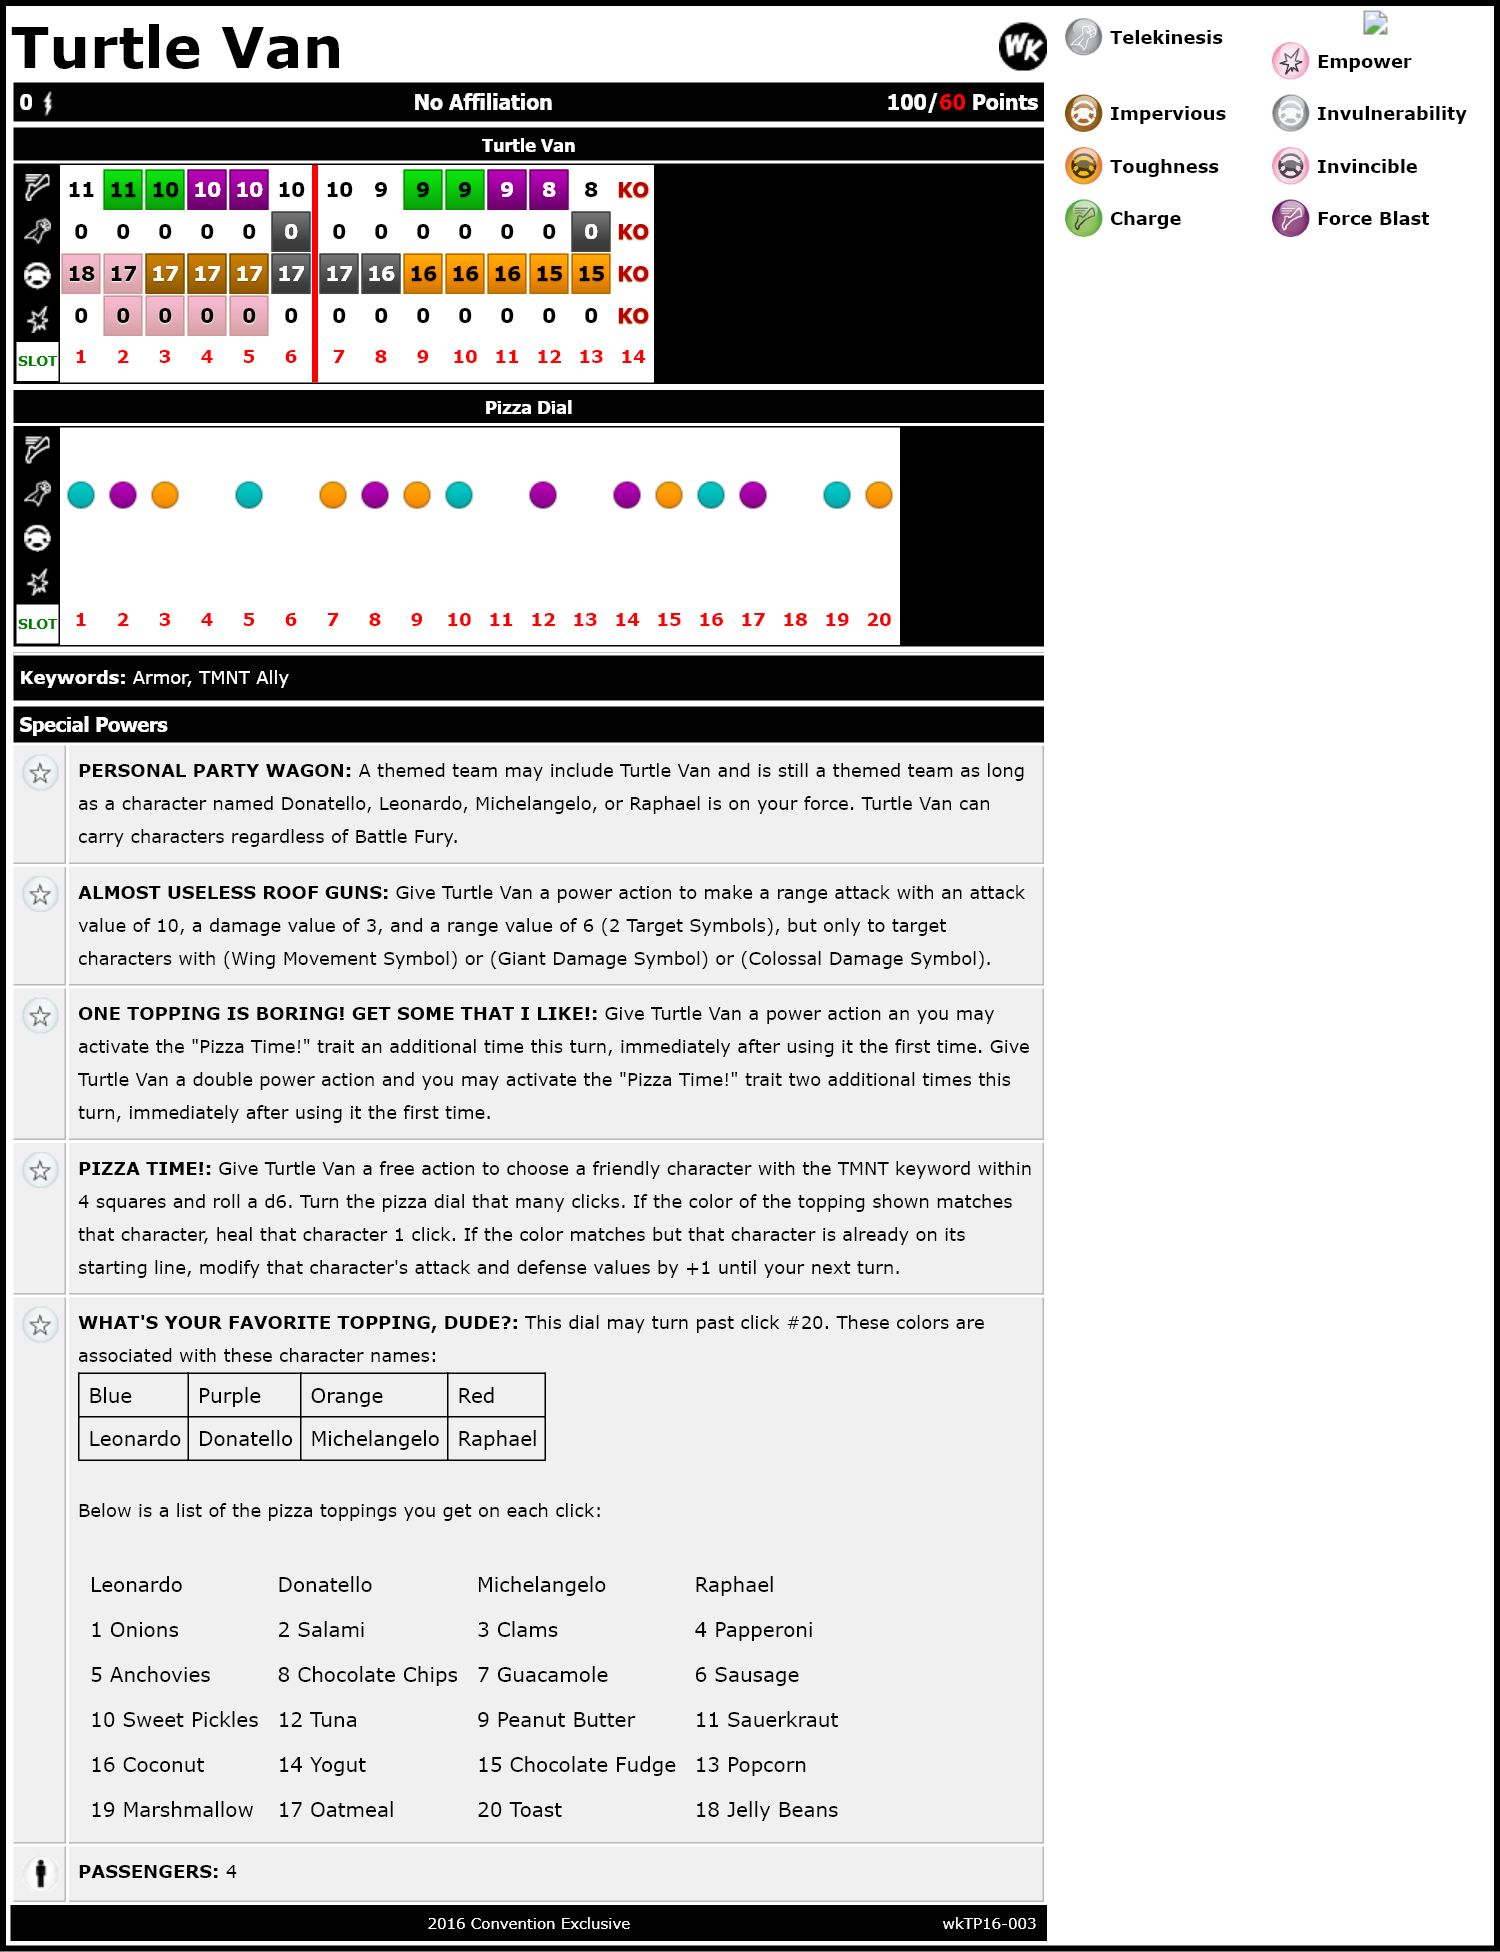 Turtle Van
WK
Telekinesis
Empower
Impervious
Invulnerability
Toughness
Invincible
Charge
Force Blast
0 No Affiliation 100/60 Points
Turtle Van
11 11 10 10 10 10 10 9 9 9 9 8 8 KO
0 0 0 0 0 0 0 0 0 0 0 0 0 KO
18 17 17 17 17 17 17 16 16 16 16 15 15 KO
0 0 0 0 0 0 0 0 0 0 0 0 0 KO
SLOT 1 2 3 4 5 6 7 8 9 10 11 12 13 14
Pizza Dial
SLOT 1 2 3 4 5 6 7 8 9 10 11 12 13 14 15 16 17 18 19 20
Keywords: Armor, TMNT Ally
Special Powers
PERSONAL PARTY WAGON: A themed team may include Turtle Van and is still a themed team as long
as a character named Donatello, Leonardo, Michelangelo, or Raphael is on your force. Turtle Van can
carry characters regardless of Battle Fury.
ALMOST USELESS ROOF GUNS: Give Turtle Van a power action to make a range attack with an attack
value of 10, a damage value of 3, and a range value of 6 (2 Target Symbols), but only to target
characters with (Wing Movement Symbol) or (Giant Damage Symbol) or (Colossal Damage Symbol).
ONE TOPPING IS BORING! GET SOME THAT I LIKE!: Give Turtle Van a power action an you may
activate the "Pizza Time!" trait an additional time this turn, immediately after using it the first time. Give
Turtle Van a double power action and you may activate the "Pizza Time!" trait two additional times this
turn, immediately after using it the first time.
PIZZA TIME!: Give Turtle Van a free action to choose a friendly character with the TMNT keyword within
4 squares and roll a d6. Turn the pizza dial that many clicks. If the color of the topping shown matches
that character, heal that character 1 click. If the color matches but that character is already on its
starting line, modify that character's attack and defense values by +1 until your next turn.
WHAT'S YOUR FAVORITE TOPPING, DUDE?: This dial may turn past click #20. These colors are
associated with these character names:
Blue Purple Orange Red
Leonardo Donatello Michelangelo Raphael
Below is a list of the pizza toppings you get on each click:
Leonardo Donatello Michelangelo Raphael
1 Onions 2 Salami 3 Clams 4 Papperoni
5 Anchovies 8 Chocolate Chips 7 Guacamole 6 Sausage
10 Sweet Pickles 12 Tuna 9 Peanut Butter 11 Sauerkraut
16 Coconut 14 Yogut 15 Chocolate Fudge 13 Popcorn
19 Marshmallow 17 Oatmeal 20 Toast 18 Jelly Beans
PASSENGERS: 4
2016 Convention Exclusive wkTP16-003